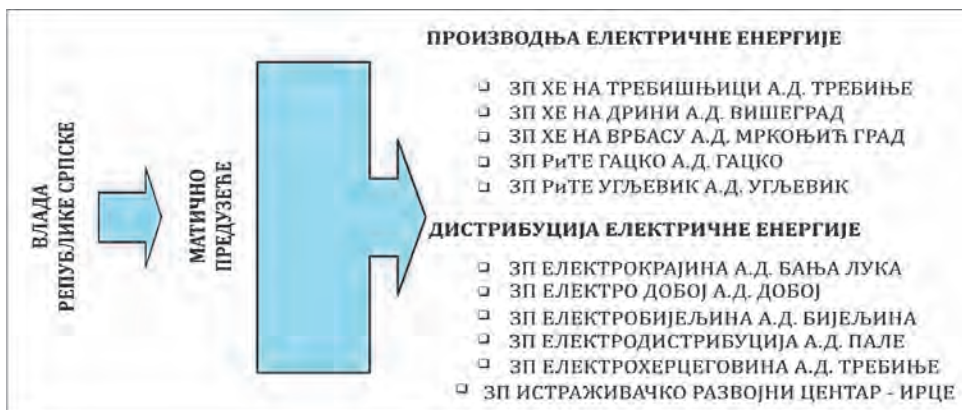 ВЛАДА
РЕПУБЛИКЕ СРПСКЕ
МАТИЧНО
ПРЕДУЗЕЋЕ
ПРОИЗВОДЊА ЕЛЕКТРИЧНЕ ЕНЕРГИЈЕ
ЗП ХЕ НА ТРЕБИШЊИЦИ А.Д. ТРЕБИЊЕ
ЗП ХЕ НА ДРИНИ А.Д. ВИШЕГРАД
ЗП ХЕ НА ВРБАСУ А.Д. МРКОЊИЋ ГРАД
ЗП РиТЕ ГАЦКО А.Д. ГАЦКО
ЗП РиТЕ УГЉЕВИК А.Д. УГЉЕВИК
ДИСТРИБУЦИЈА ЕЛЕКТРИЧНЕ ЕНЕРГИЈЕ
ЗП ЕЛЕКТРОКРАЈИНА А.Д. БАЊА ЛУКА
ЗП ЕЛЕКТРО ДОБОЈ А.Д. ДОБОЈ
ЗП ЕЛЕКТРОБИЈЕЉИНА А.Д. БИЈЕЉИНА
ЗП ЕЛЕКТРОДИСТРИБУЦИЈА А.Д. ПАЛЕ
ЗП ЕЛЕКТРОХЕРЦЕГОВИНА А.Д. ТРЕБИЊЕ
ЗП ИСТРАЖИВАЧКО РАЗВОЈНИ ЦЕНТАР - ИРЦЕ